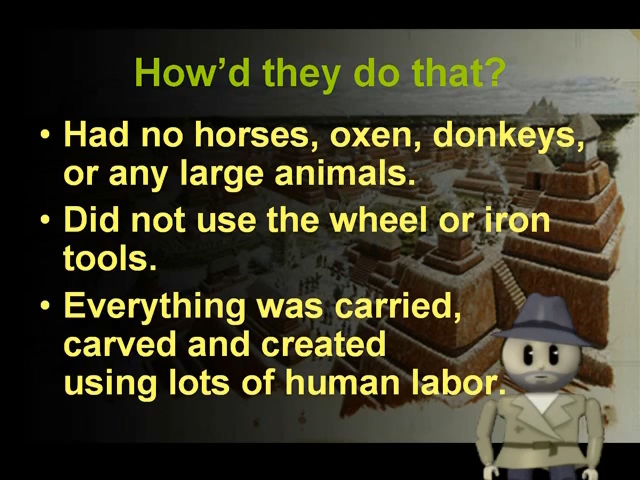 How’d they do that?
• Had no horses, oxen, donkeys,
or any large animals.
• Did not use the wheel or iron
tools.
• Everything was carried,
carved and created
using lots of human labor.